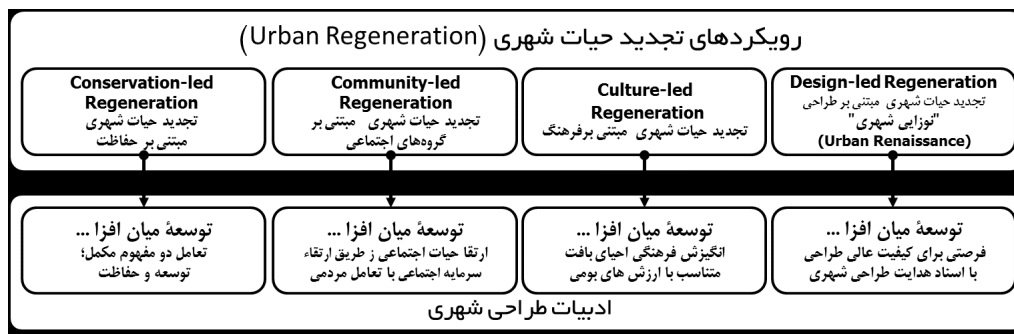 رویکردهای تجدید حیات شهری (Urban Regeneration)
Design-led Regeneration
تجدید حیات شهری مبتنی بر طراحی
"نوزایی شهری"
(Urban Renaissance)
Culture-led
Regeneration
تجدید حیات شهری مبتنی برفرهنگ
Community-led
Regeneration
تجدید حیات شهری مبتنی بر
گروه‌های اجتماعی
Conservation-led
Regeneration
تجدید حیات شهری
مبتنی بر حفاظت
توسعهٔ میان افزا ...
فرصتی برای کیفیت عالی طراحی
با اسناد هدایت طراحی شهری
توسعهٔ میان افزا ...
انگیزش فرهنگی احیای بافت
متناسب با ارزش های بومی
توسعهٔ میان افزا ...
ارتقا حیات اجتماعی ز طریق ارتقاء
سرمایه اجتماعی با تعامل مردمی
توسعهٔ میان افزا ...
تعامل دو مفهوم مکمل؛
توسعه و حفاظت
ادبیات طراحی شهری